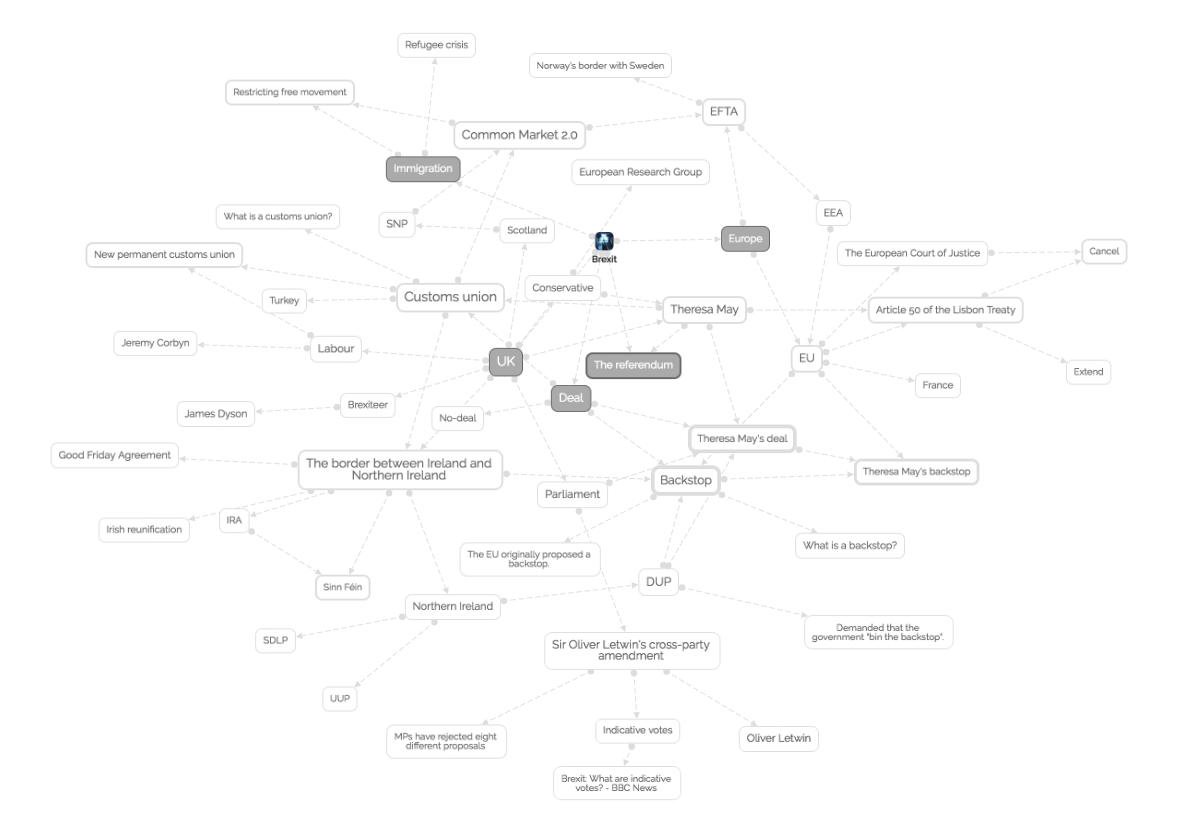 Refugee crisis
Norway's border with Sweden
Restricting free movement
EFTA
Common Market 2.0
Immigration
European Research Group
EEA
What is a customs union?
SNP
Scotland
Brexit
Europe
New permanent customs union
The European Court of Justice
Cancel
Turkey
Customs union
Conservative
Theresa May
Article 50 of the Lisbon Treaty
Jeremy Corbyn
Labour
UK
The referendum
EU
Extend
France
James Dyson
Brexiteer
No-deal
Deal
Theresa May's deal
Good Friday Agreement
The border between Ireland and
Northern Ireland
Backstop
Theresa May's backstop
Parliament
Irish reunification
IRA
What is a backstop?
The EU originally proposed a
backstop.
Sinn Féin
DUP
Northern Ireland
SDLP
Demanded that the
government "bin the backstop".
Sir Oliver Letwin's cross-party
amendment
UUP
MPs have rejected eight
different proposals
Indicative votes
Oliver Letwin
Brexit: What are indicative
votes? - BBC News